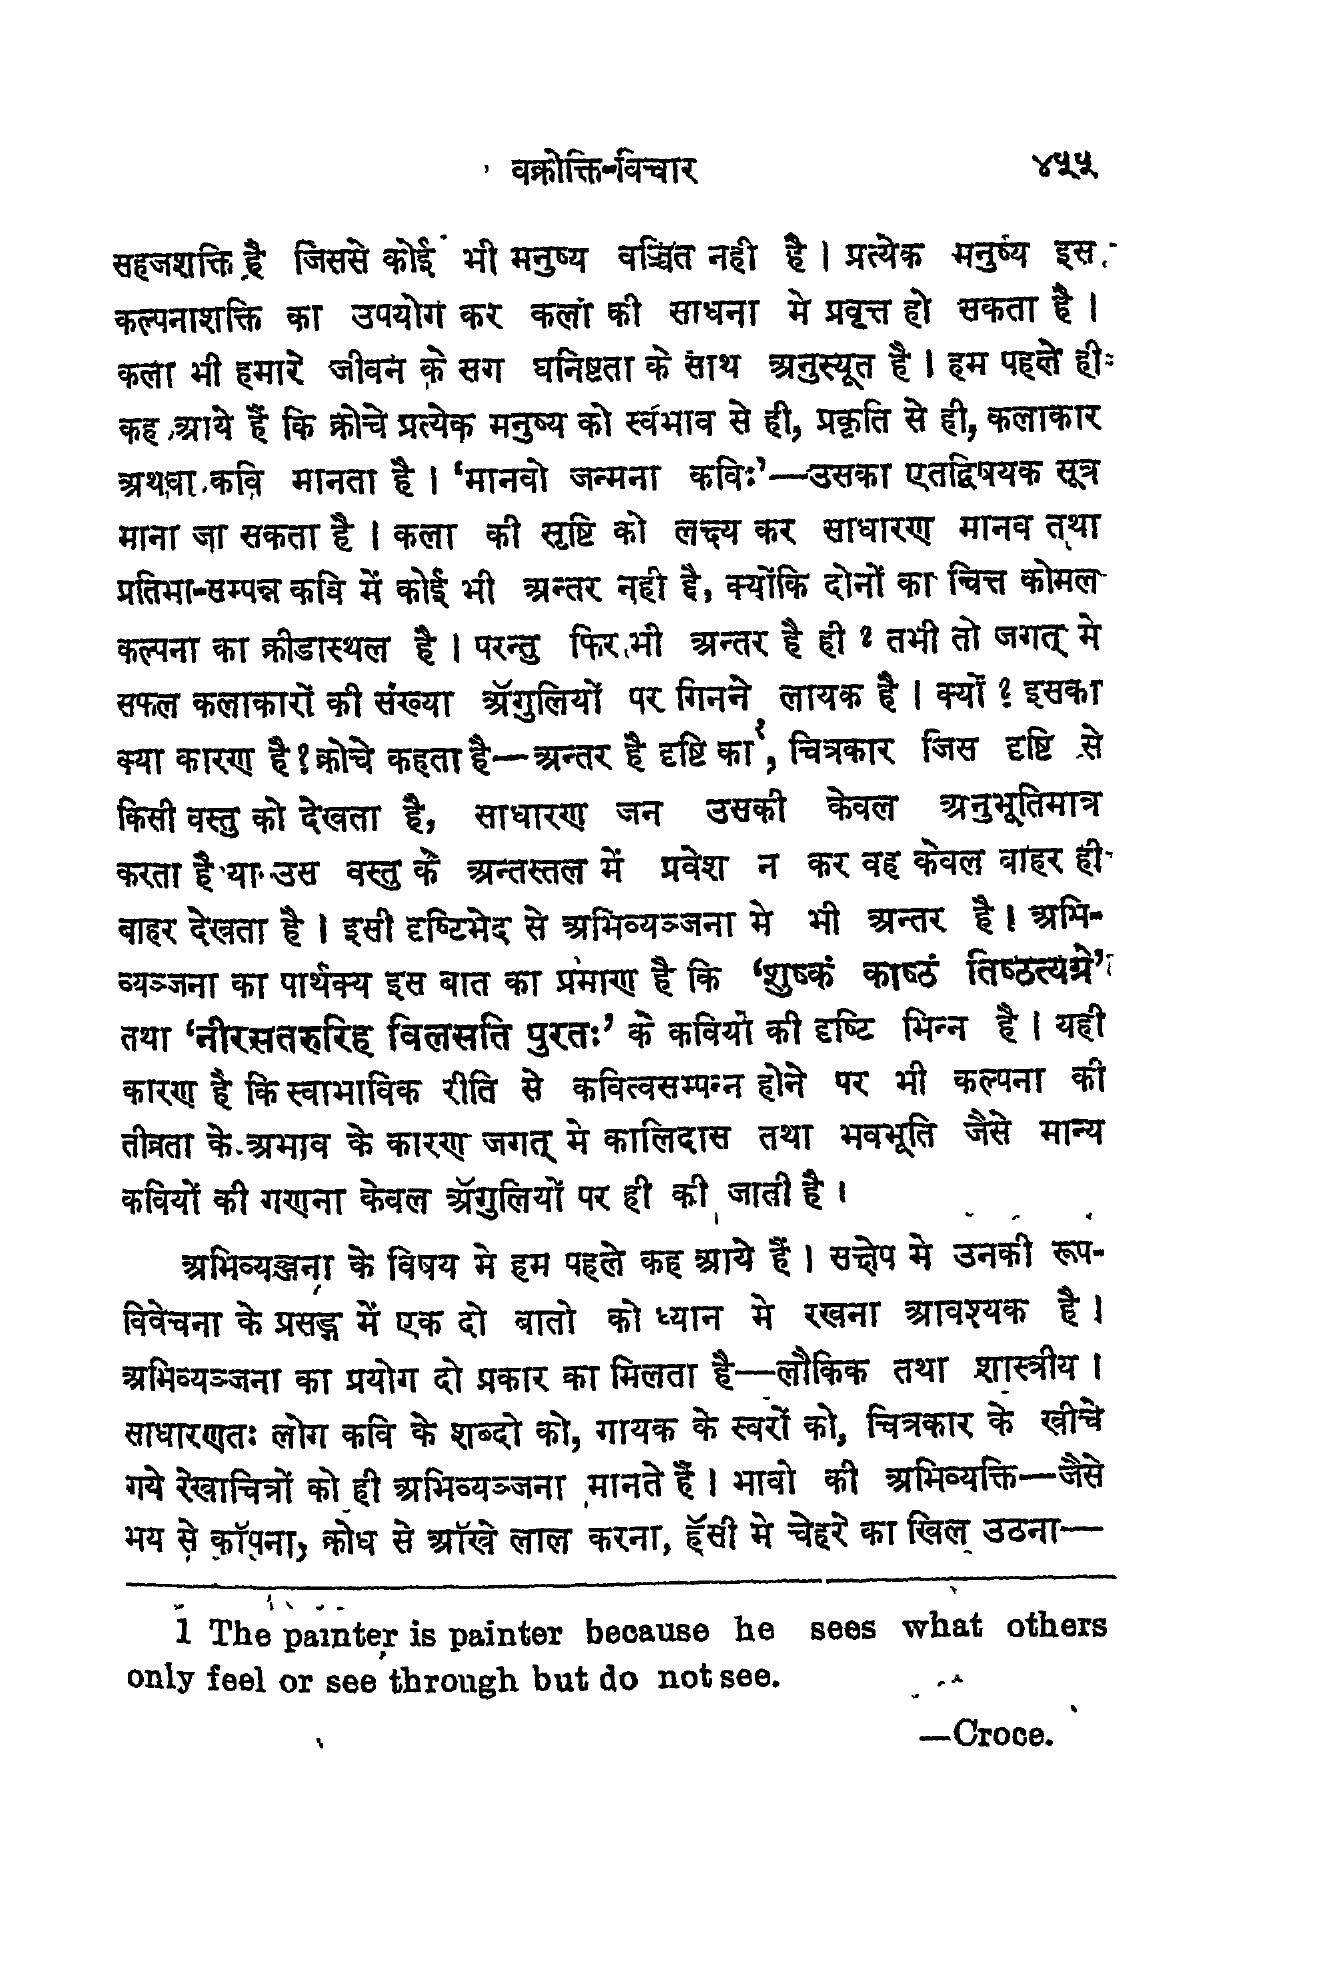 वक्रोक्ति-विचार ४५५
सहजशक्ति है जिससे कोई भी मनुष्य वञ्चित नही है । प्रत्येक मनुष्य इस
कल्पनाशक्ति का उपयोग कर कला की साधना मे प्रवृत्त हो सकता है ।
कला भी हमारे जीवन के सग घनिष्टता के साथ अनुस्यूत है । हम पहले ही
कह आये हैं कि क्रोचे प्रत्येक मनुष्य को स्वभाव से ही, प्रकृति से ही, कलाकार
अथवा कवि मानता है । ‘मानवो जन्मना कविः’—उसका एतद्विषयक सूत्र
माना जा सकता है । कला की सृष्टि को लक्ष्य कर साधारण मानव तथा
प्रतिभा-सम्पन्न कवि में कोई भी अन्तर नही है, क्योंकि दोनों का चित्त कोमल
कल्पना का क्रीडास्थल है । परन्तु फिर भी अन्तर है ही ? तभी तो जगत् मे
सफल कलाकारों की संख्या अँगुलियों पर गिनने लायक है । क्यों ? इसका
क्या कारण है ? क्रोचे कहता है—अन्तर है दृष्टि का¹, चित्रकार जिस दृष्टि से
किसी वस्तु को देखता है, साधारण जन उसकी केवल अनुभूतिमात्र
करता है या उस वस्तु के अन्तस्तल में प्रवेश न कर वह केवल बाहर ही
बाहर देखता है । इसी दृष्टिभेद से अभिव्यञ्जना मे भी अन्तर है । अभि-
व्यञ्जना का पार्थक्य इस बात का प्रमाण है कि ‘शुष्कं काष्ठं तिष्ठत्यग्रे’
तथा ‘नीरसतरुरिह विलसति पुरतः’ के कवियों की दृष्टि भिन्न है । यही
कारण है कि स्वाभाविक रीति से कवित्वसम्पन्न होने पर भी कल्पना की
तीव्रता के अभाव के कारण जगत् मे कालिदास तथा भवभूति जैसे मान्य
कवियों की गणना केवल अँगुलियों पर ही की जाती है ।
अभिव्यञ्जना के विषय मे हम पहले कह आये हैं । सक्षेप मे उनकी रूप-
विवेचना के प्रसङ्ग में एक दो बातो को ध्यान मे रखना आवश्यक है ।
अभिव्यञ्जना का प्रयोग दो प्रकार का मिलता है—लौकिक तथा शास्त्रीय ।
साधारणतः लोग कवि के शब्दो को, गायक के स्वरों को, चित्रकार के खीचे
गये रेखाचित्रों को ही अभिव्यञ्जना मानते हैं । भावो की अभिव्यक्ति—जैसे
भय से काँपना, क्रोध से आँखे लाल करना, हँसी मे चेहरे का खिल उठना—
1 The painter is painter because he sees what others
only feel or see through but do not see.
—Croce.